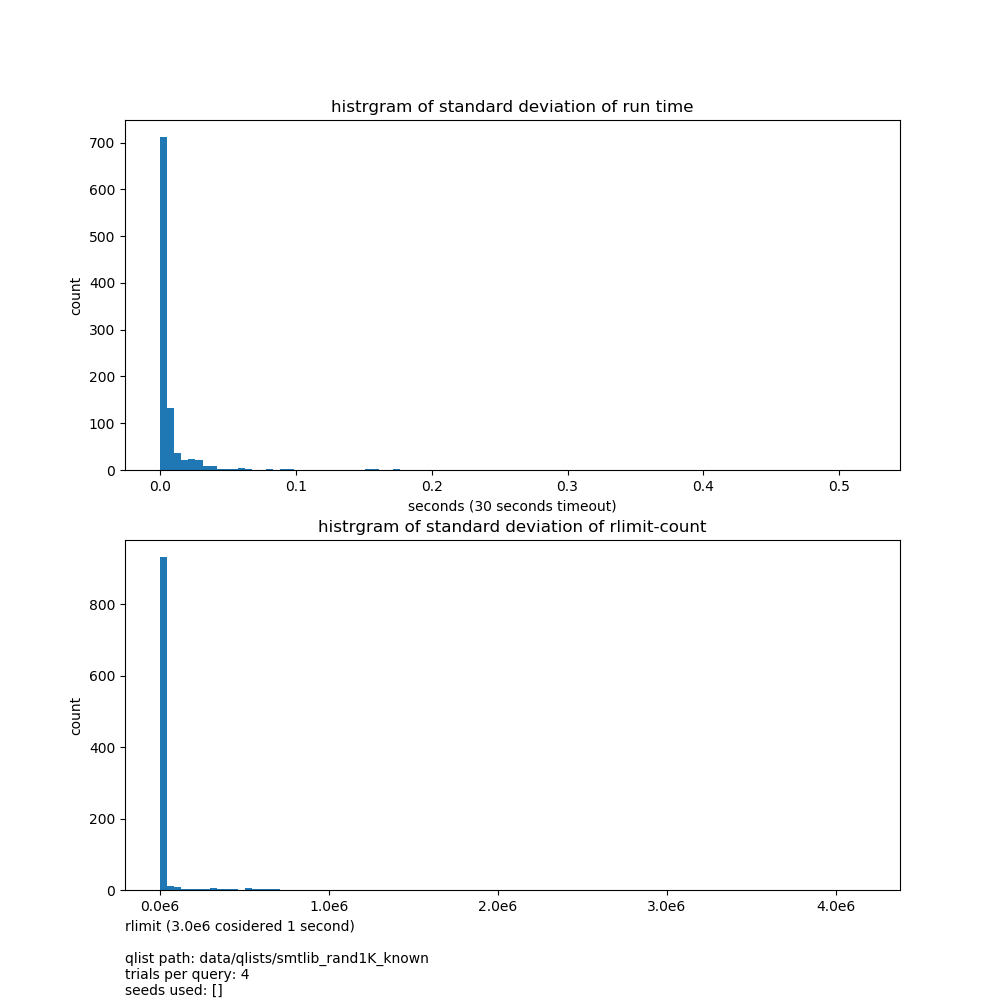 histrgram of standard deviation of run time
700
600
500
400
300
200
100
0
count
0.0 0.1 0.2 0.3 0.4 0.5
seconds (30 seconds timeout)
histrgram of standard deviation of rlimit-count
800
600
400
200
0
count
0.0e6 1.0e6 2.0e6 3.0e6 4.0e6
rlimit (3.0e6 cosidered 1 second)
qlist path: data/qlists/smtlib_rand1K_known
trials per query: 4
seeds used: []